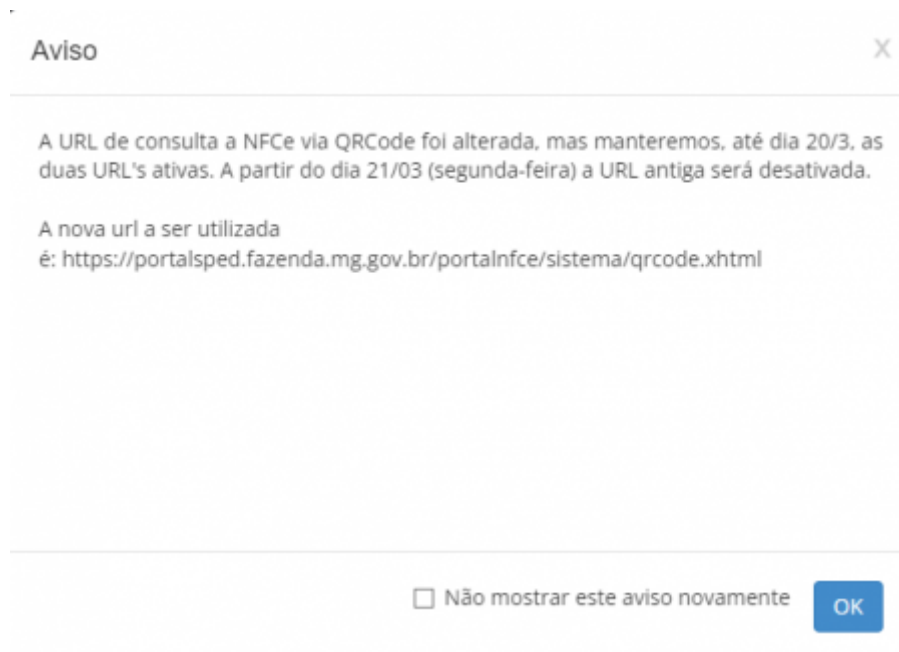 Aviso
X
A URL de consulta a NFCe via QRCode foi alterada, mas manteremos, até dia 20/3, as
duas URL's ativas. A partir do dia 21/03 (segunda-feira) a URL antiga será desativada.
A nova url a ser utilizada
é: https://portalsped.fazenda.mg.gov.br/portalnfce/sistema/qrcode.xhtml
Não mostrar este aviso novamente
OK